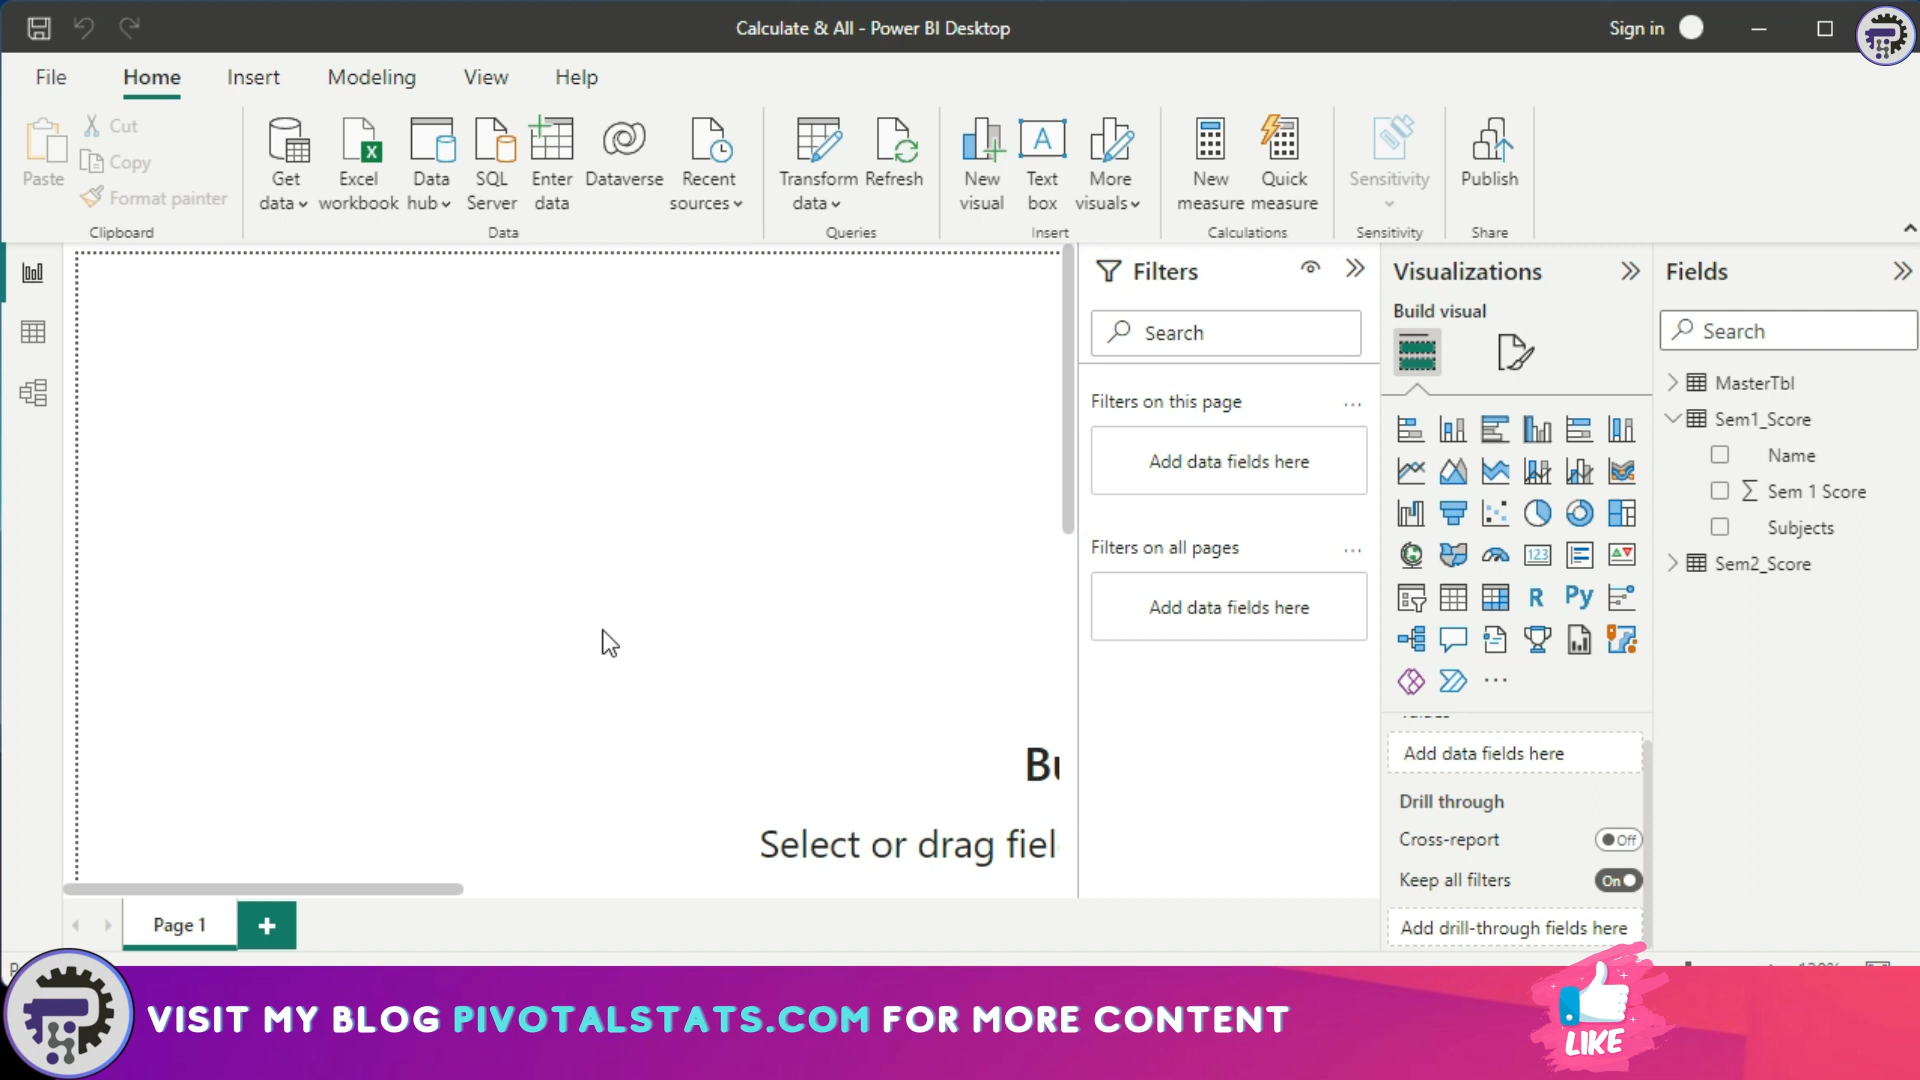 Calculate & All - Power BI Desktop
Sign in
File
Home
Insert
Modeling
View
Help
Paste
Cut
Copy
Format painter
Clipboard
Get data
Excel workbook
Data hub
SQL Server
Enter data
Dataverse
Recent sources
Data
Transform data
Refresh
Queries
New visual
Text box
More visuals
Insert
New measure
Quick measure
Calculations
Sensitivity
Sensitivity
Publish
Share
Filters
Search
Filters on this page
Add data fields here
Filters on all pages
Add data fields here
Visualizations
Build visual
123
R
Py
Add data fields here
Drill through
Cross-report
Off
Keep all filters
On
Add drill-through fields here
Fields
Search
MasterTbl
Sem1_Score
Name
Sem 1 Score
Subjects
Sem2_Score
Select or drag fiel
Page 1
VISIT MY BLOG PIVOTALSTATS.COM FOR MORE CONTENT
LIKE